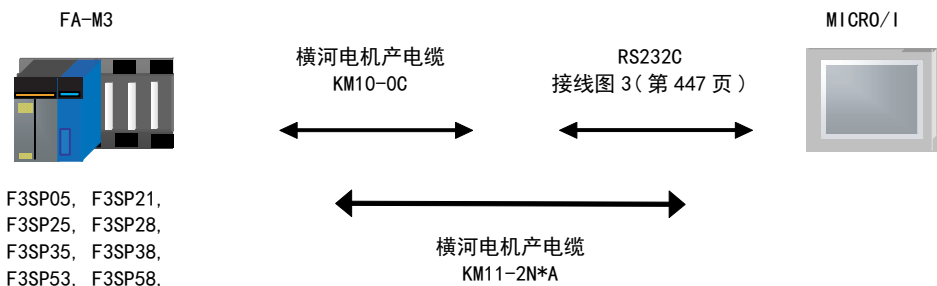 FA-M3
MICRO/I
横河电机产电缆
KM10-0C
RS232C
接线图 3( 第 447 页 )
F3SP05, F3SP21,
F3SP25, F3SP28,
F3SP35, F3SP38,
F3SP53. F3SP58.
横河电机产电缆
KM11-2N*A